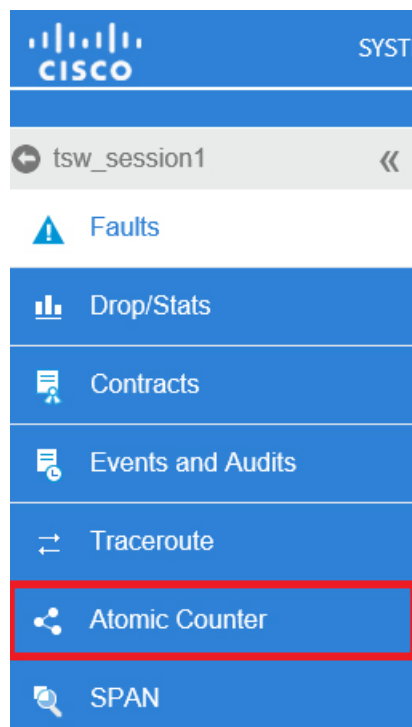 CISCO
SYST
tsw_session1
Faults
Drop/Stats
Contracts
Events and Audits
Traceroute
Atomic Counter
SPAN